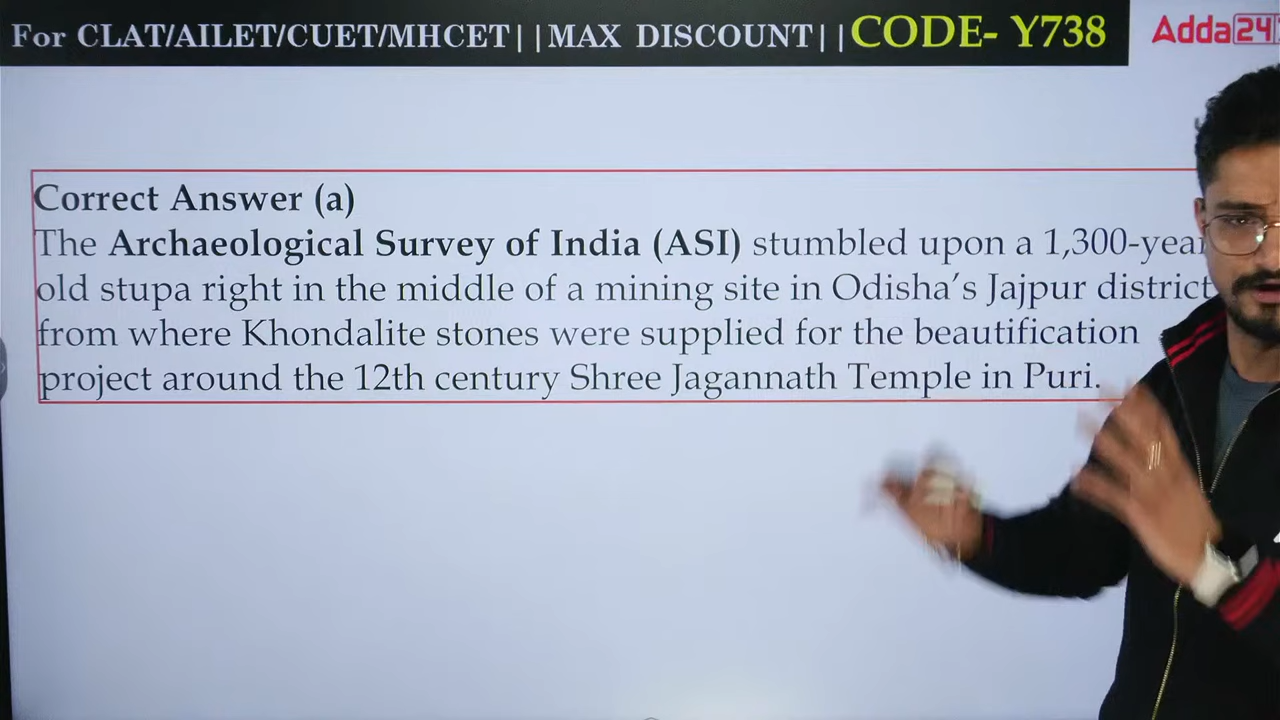 For CLAT/AILET/CUET/MHCET||MAX DISCOUNT||CODE- Y738
Adda24
Correct Answer (a)
The Archaeological Survey of India (ASI) stumbled upon a 1,300-year
old stupa right in the middle of a mining site in Odisha’s Jajpur district
from where Khondalite stones were supplied for the beautification
project around the 12th century Shree Jagannath Temple in Puri.